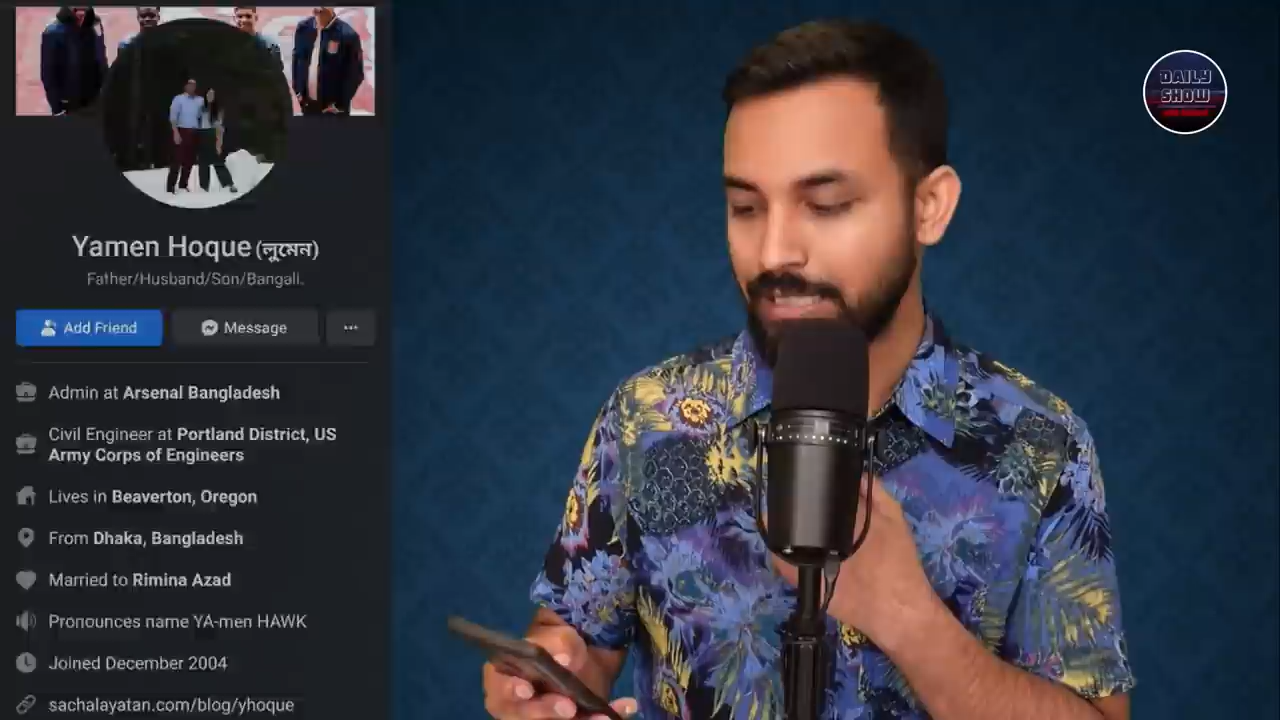 Yamen Hoque (লুমেন)
Father/Husband/Son/Bangali.
Add Friend
Message
Admin at Arsenal Bangladesh
Civil Engineer at Portland District, US
Army Corps of Engineers
Lives in Beaverton, Oregon
From Dhaka, Bangladesh
Married to Rimina Azad
Pronounces name YA-men HAWK
Joined December 2004
sachalayatan.com/blog/yhoque
DAILY
SHOW